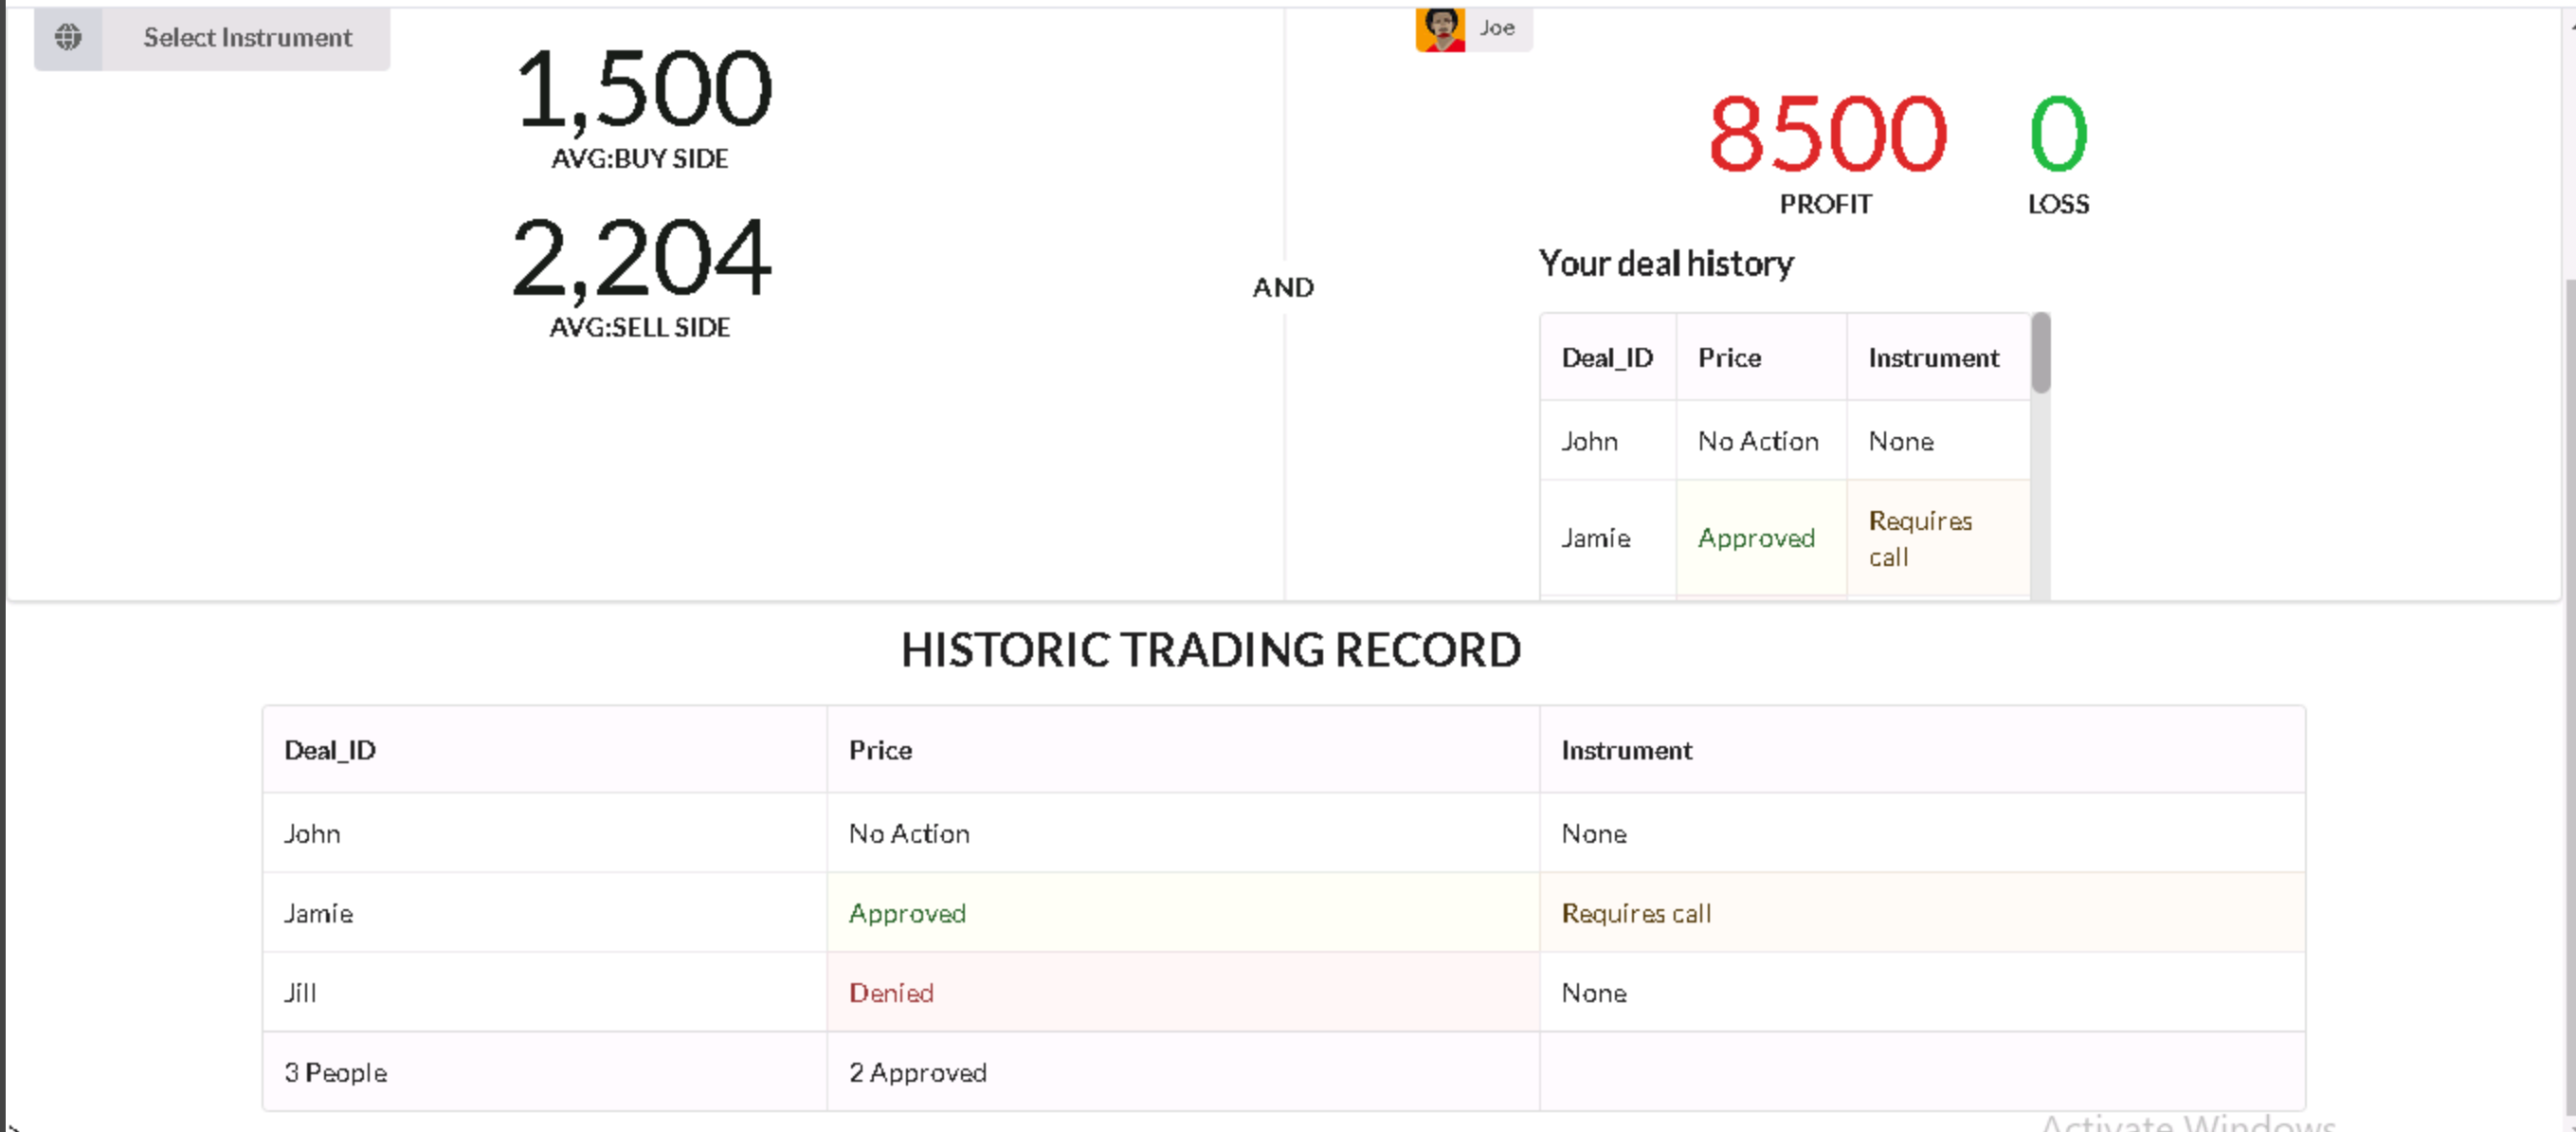 Select Instrument
1,500
AVG:BUY SIDE
2,204
AVG:SELL SIDE
AND
Joe
8500 0
PROFIT LOSS
Your deal history
Deal_ID Price Instrument
John No Action None
Jamie Approved Requires
call
HISTORIC TRADING RECORD
Deal_ID Price Instrument
John No Action None
Jamie Approved Requires call
Jill Denied None
3 People 2 Approved
Activate Windows